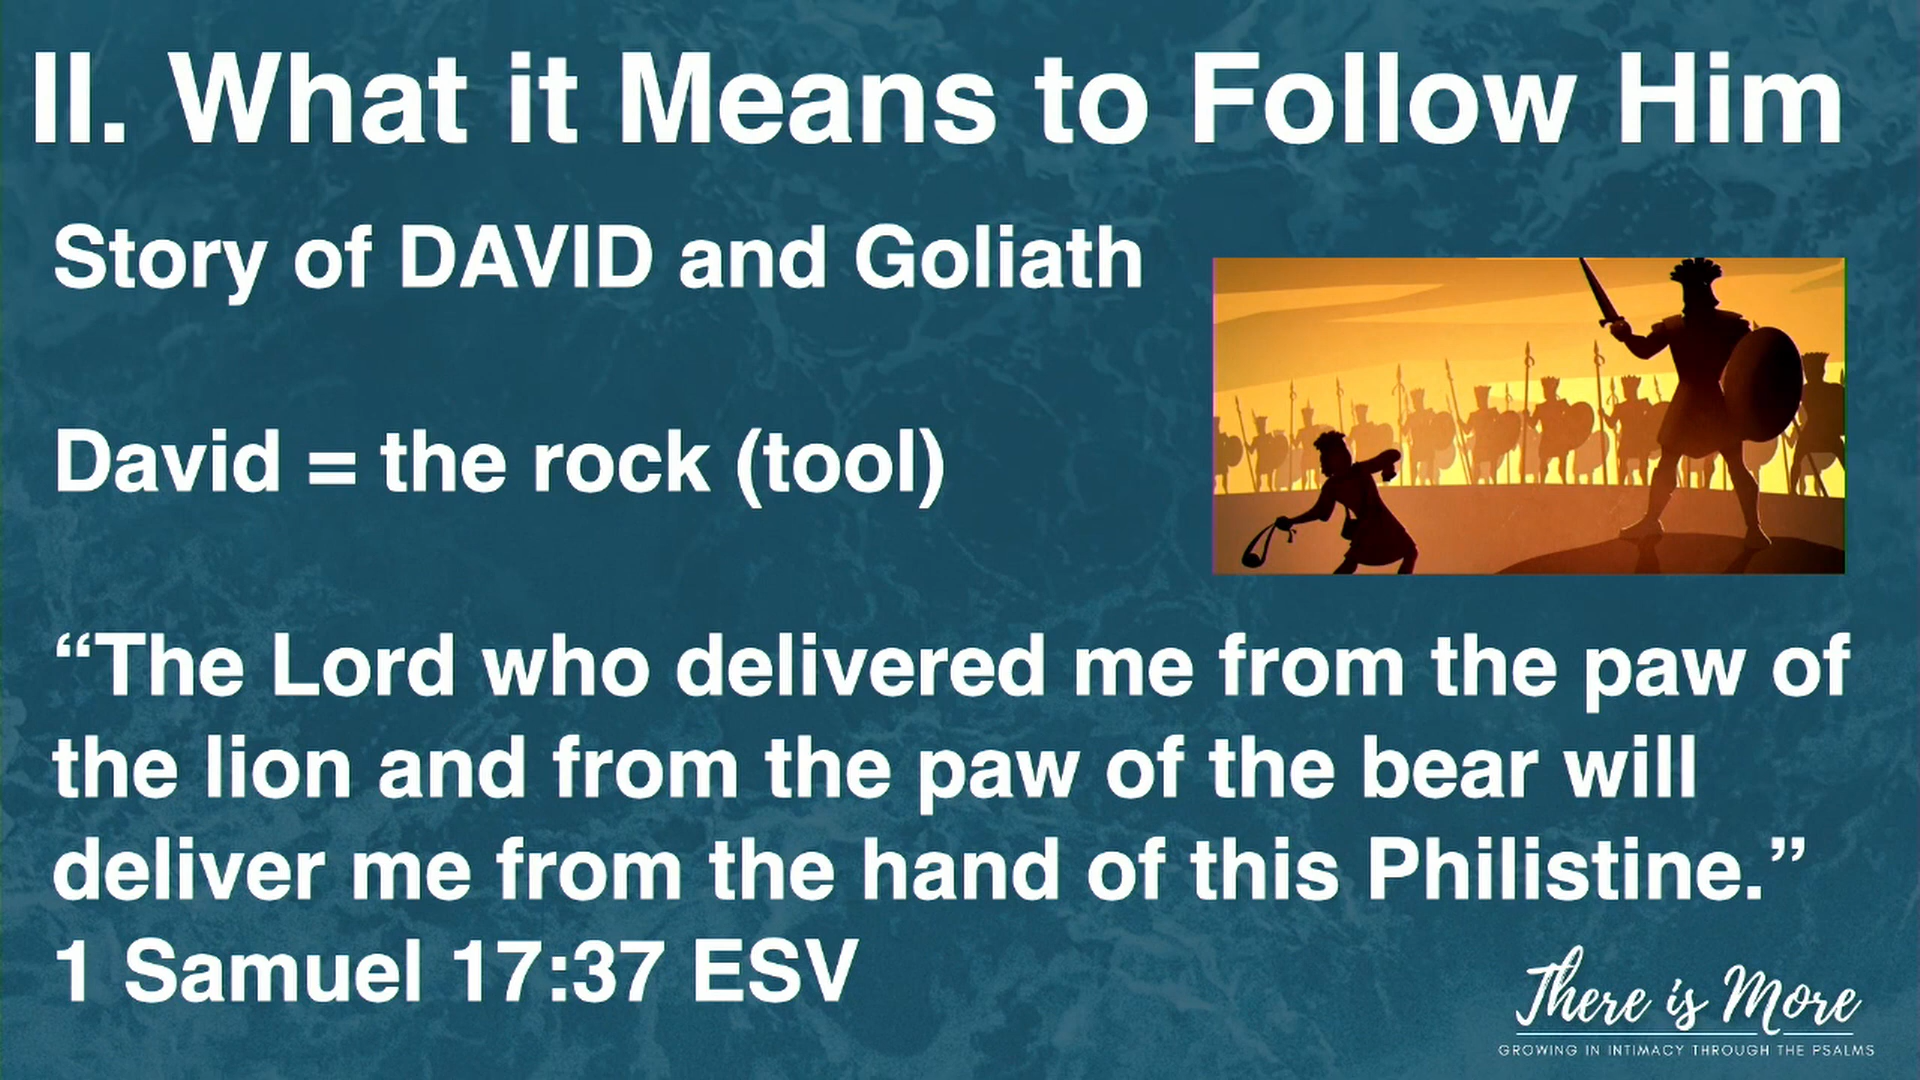 II. What it Means to Follow Him
Story of DAVID and Goliath
David = the rock (tool)
“The Lord who delivered me from the paw of
the lion and from the paw of the bear will
deliver me from the hand of this Philistine.”
1 Samuel 17:37 ESV
There is More
GROWING IN INTIMACY THROUGH THE PSALMS